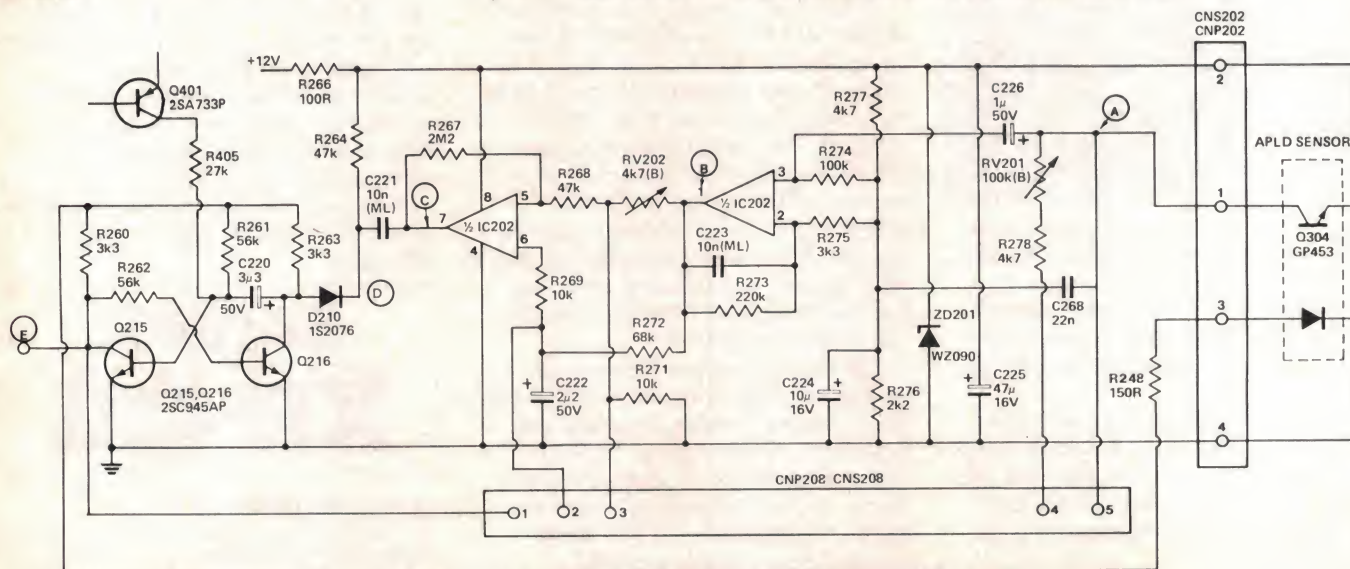 CNS202
CNP202
+12V
R266
100R
2
Q401
2SA733P
R264
47k
R267
2M2
R277
4k7
C226
1µ
50V
+
A
APLD SENSOR
R405
27k
C221
10n
(ML)
C
R268
47k
RV202
4k7(B)
B
R274
100k
RV201
100k(B)
1
8
5
7
½ IC202
4
6
3
½ IC202
2
Q304
GP453
R260
3k3
R261
56k
R263
3k3
C223
10n(ML)
R275
3k3
R278
4k7
R262
56k
C220
3µ3
50V
+
D
D210
1S2076
R269
10k
R273
220k
C268
22n
3
E
Q215
Q216
R272
68k
ZD201
WZ090
Q215,Q216
2SC945AP
+
C222
2µ2
50V
R271
10k
C224
10µ
16V
+
R276
2k2
+
C225
47µ
16V
R248
150R
4
CNP208 CNS208
1
2
3
4
5